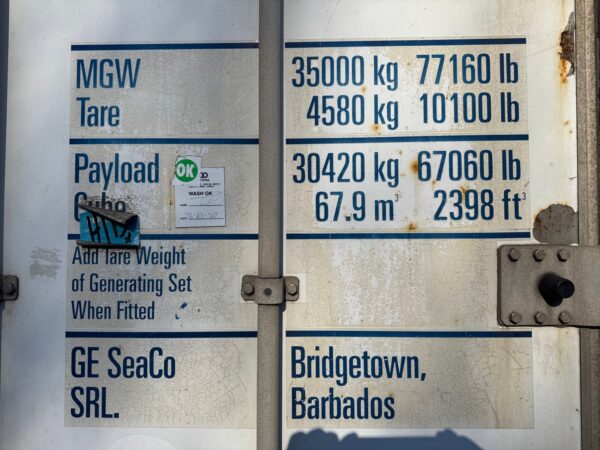 MGW 35000 kg 77160 lb
Tare 4580 kg 10100 lb
Payload 30420 kg 67060 lb
Cube 67.9 m³ 2398 ft³
OK
WASH OK
Add Tare Weight
of Generating Set
When Fitted
GE SeaCo
SRL.
Bridgetown,
Barbados